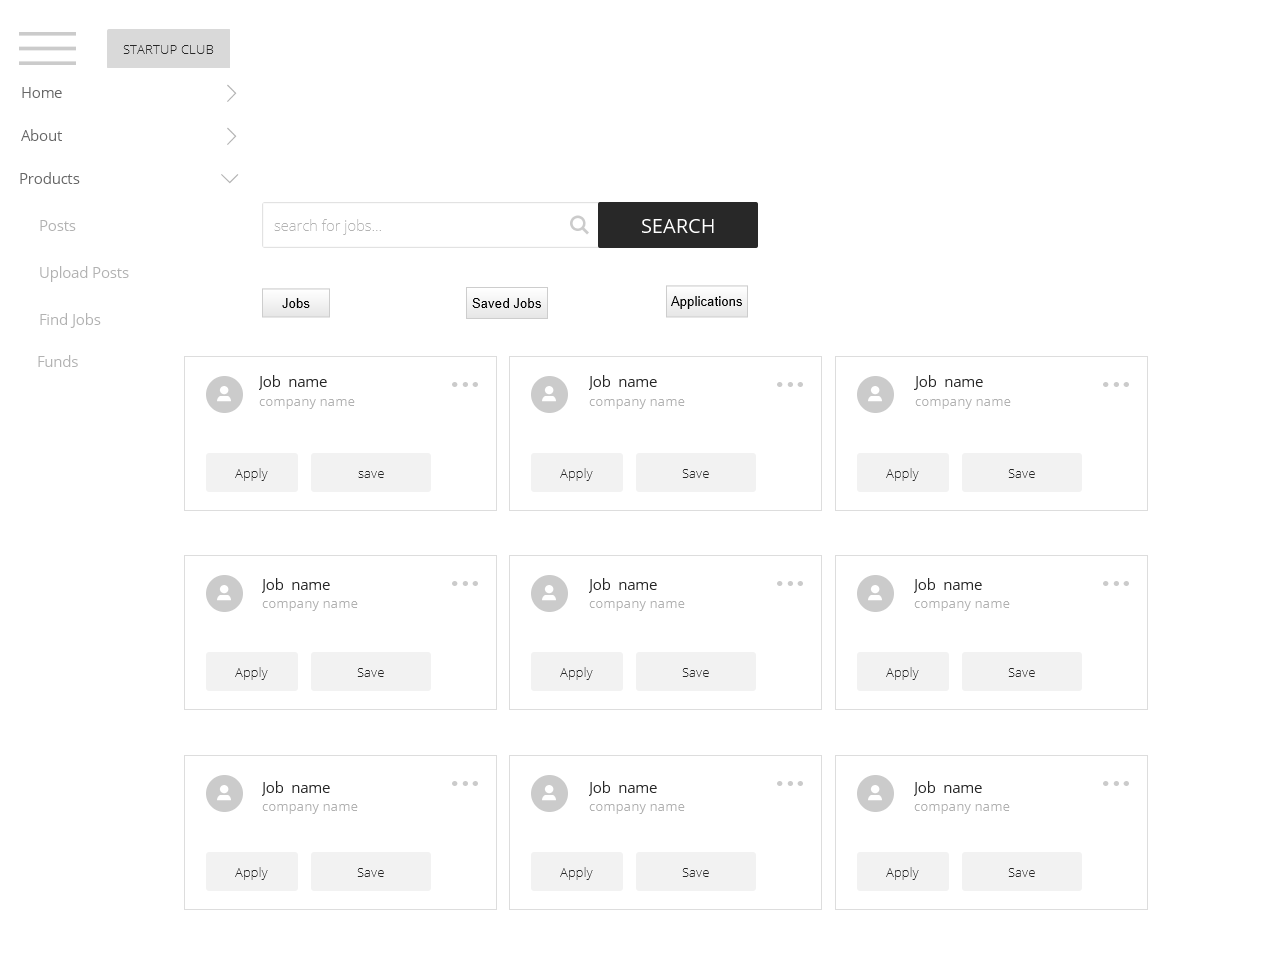 STARTUP CLUB
Home
About
Products
Posts
Upload Posts
Find Jobs
Funds
search for jobs...
SEARCH
Jobs
Saved Jobs
Applications
Job name
company name
Apply
save
Job name
company name
Apply
Save
Job name
company name
Apply
Save
Job name
company name
Apply
Save
Job name
company name
Apply
Save
Job name
company name
Apply
Save
Job name
company name
Apply
Save
Job name
company name
Apply
Save
Job name
company name
Apply
Save